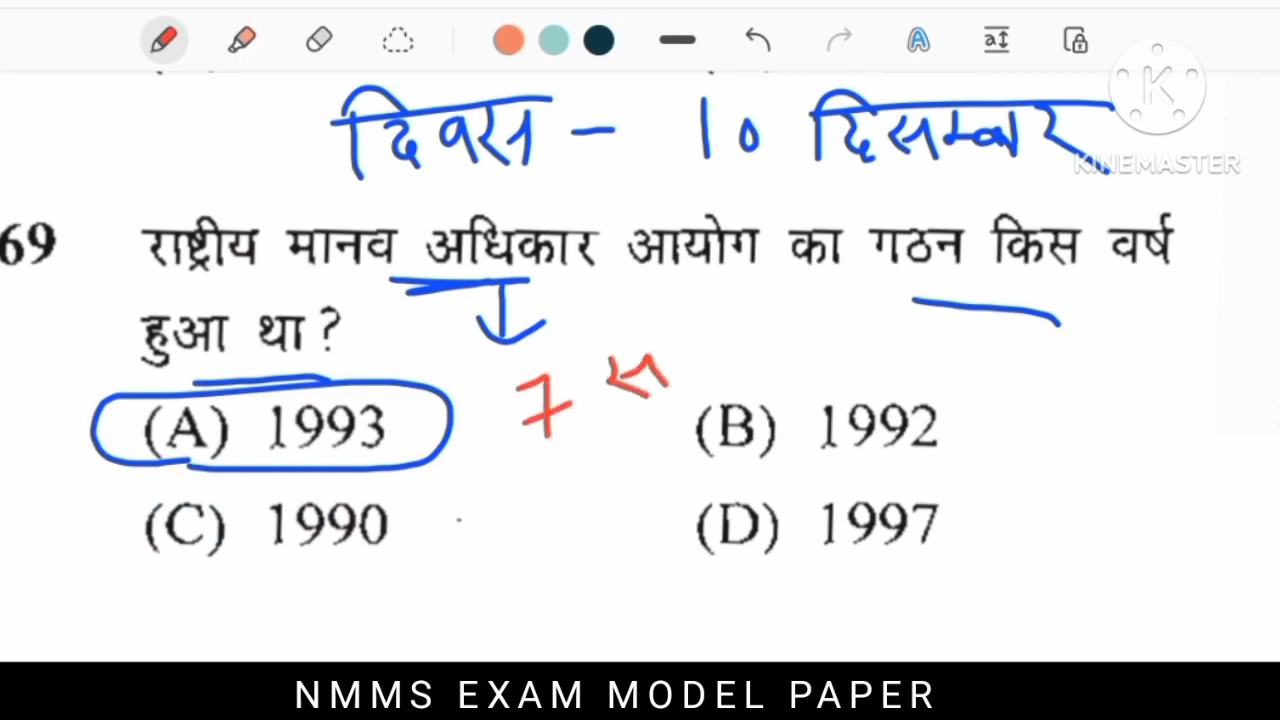 दिवस - 10 दिसम्बर
KINEMASTER
69 राष्ट्रीय मानव अधिकार आयोग का गठन किस वर्ष
हुआ था?
7 स
(A) 1993 (B) 1992
(C) 1990 (D) 1997
NMMS EXAM MODEL PAPER